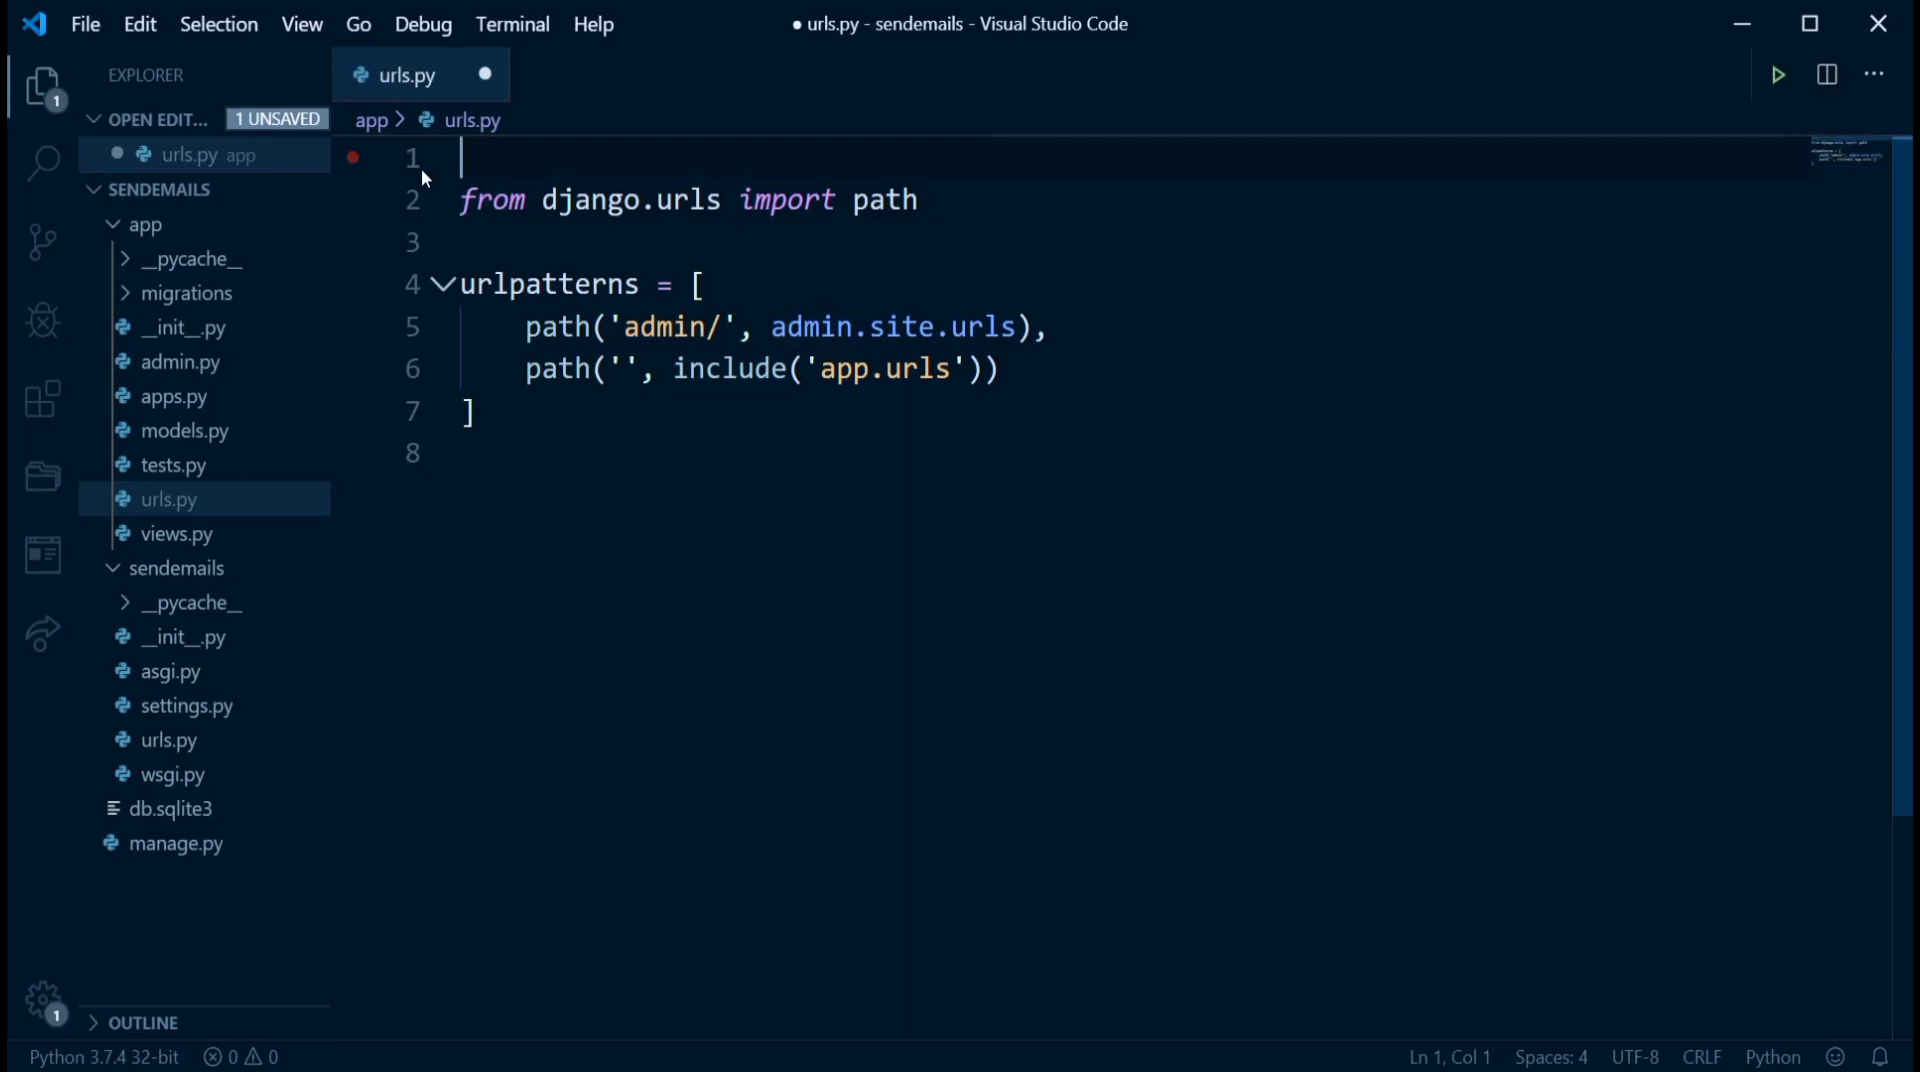 File Edit Selection View Go Debug Terminal Help
● urls.py - sendemails - Visual Studio Code
1
EXPLORER
OPEN EDIT... 1 UNSAVED
urls.py app
SENDEMAILS
app
__pycache__
migrations
__init__.py
admin.py
apps.py
models.py
tests.py
urls.py
views.py
sendemails
__pycache__
__init__.py
asgi.py
settings.py
urls.py
wsgi.py
db.sqlite3
manage.py
OUTLINE
1
urls.py
app > urls.py
1
2 from django.urls import path
3
4 urlpatterns = [
5 path('admin/', admin.site.urls),
6 path('', include('app.urls'))
7 ]
8
Python 3.7.4 32-bit 0 0 Ln 1, Col 1 Spaces: 4 UTF-8 CRLF Python